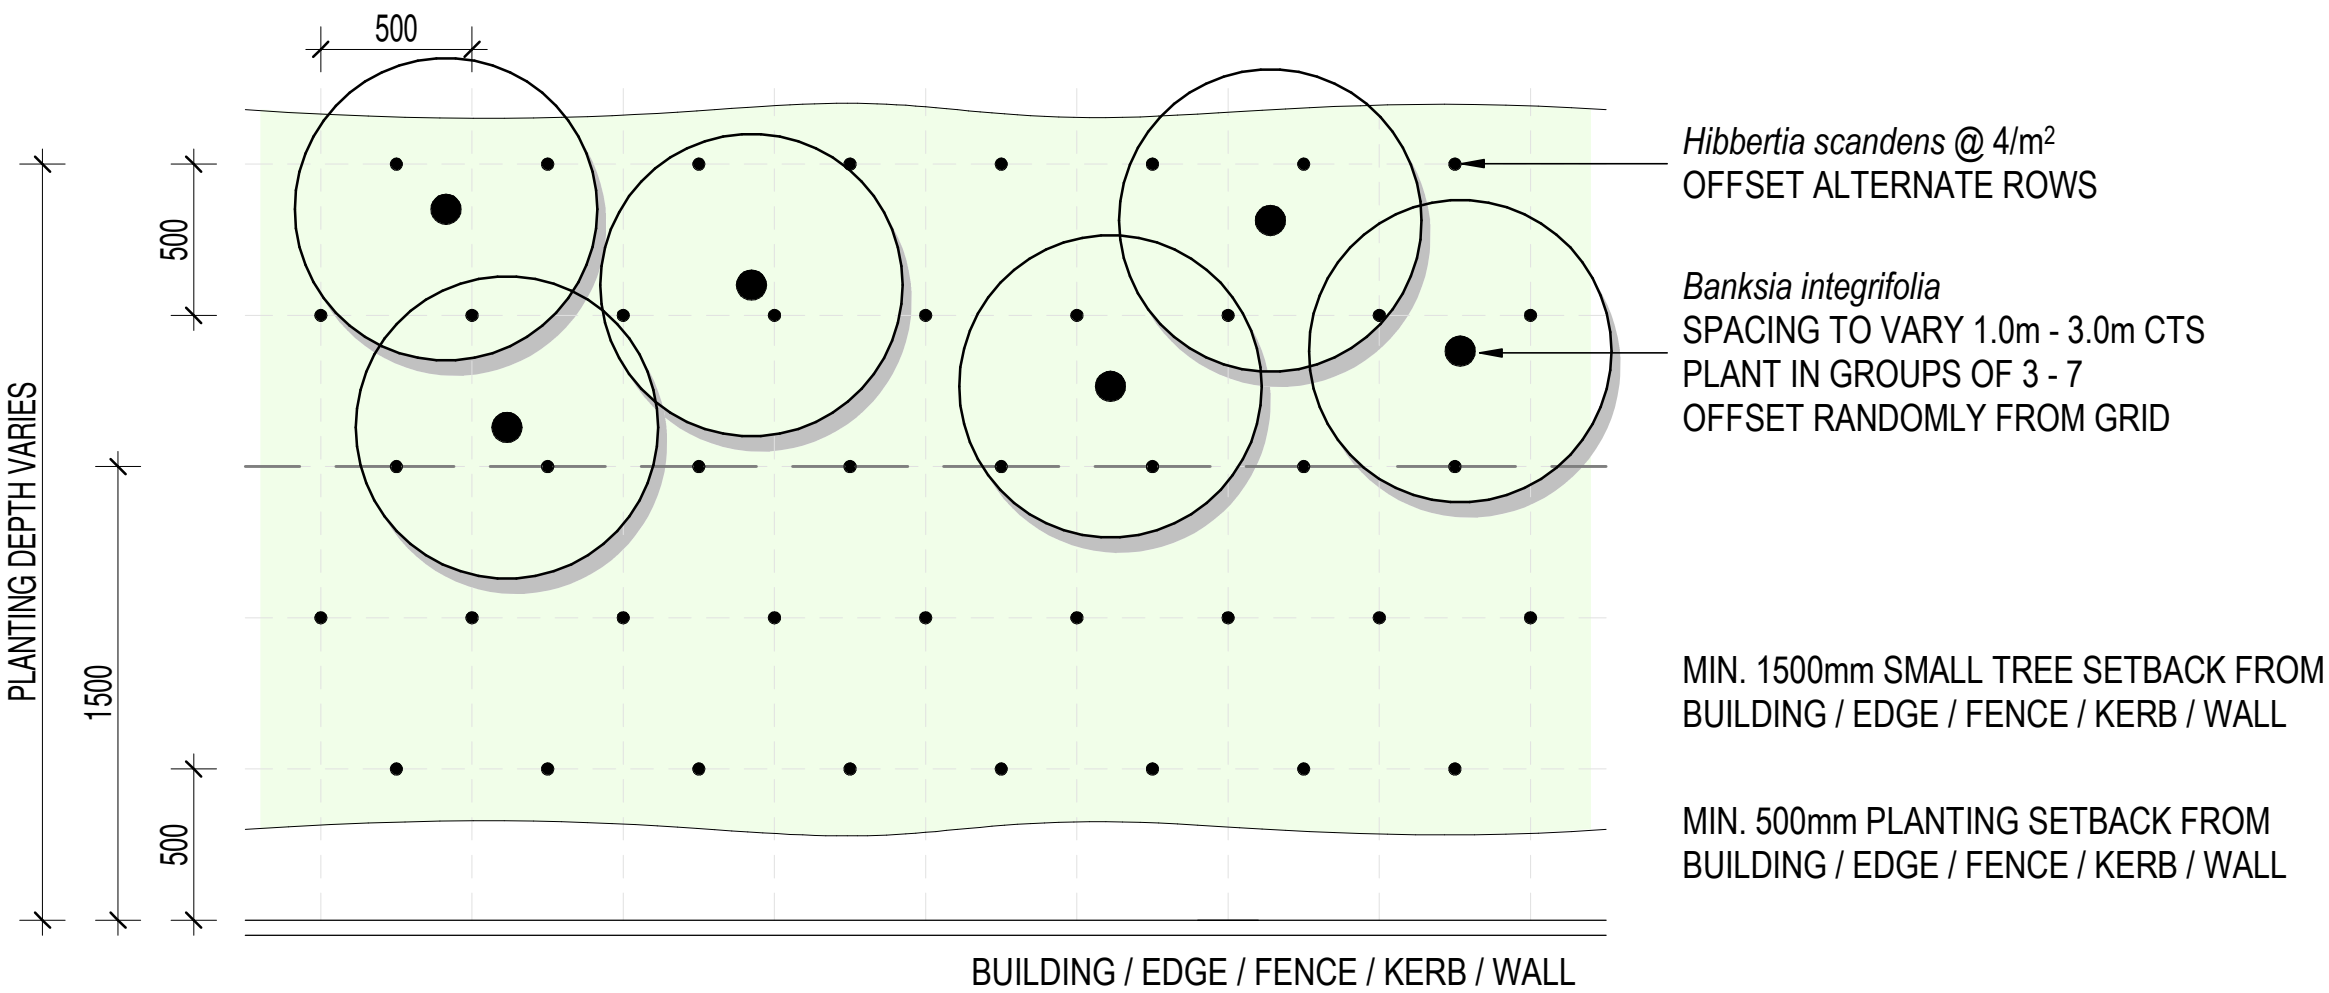 500
Hibbertia scandens @ 4/m²
OFFSET ALTERNATE ROWS
500
Banksia integrifolia
SPACING TO VARY 1.0m - 3.0m CTS
PLANT IN GROUPS OF 3 - 7
OFFSET RANDOMLY FROM GRID
PLANTING DEPTH VARIES
1500
MIN. 1500mm SMALL TREE SETBACK FROM
BUILDING / EDGE / FENCE / KERB / WALL
500
MIN. 500mm PLANTING SETBACK FROM
BUILDING / EDGE / FENCE / KERB / WALL
BUILDING / EDGE / FENCE / KERB / WALL